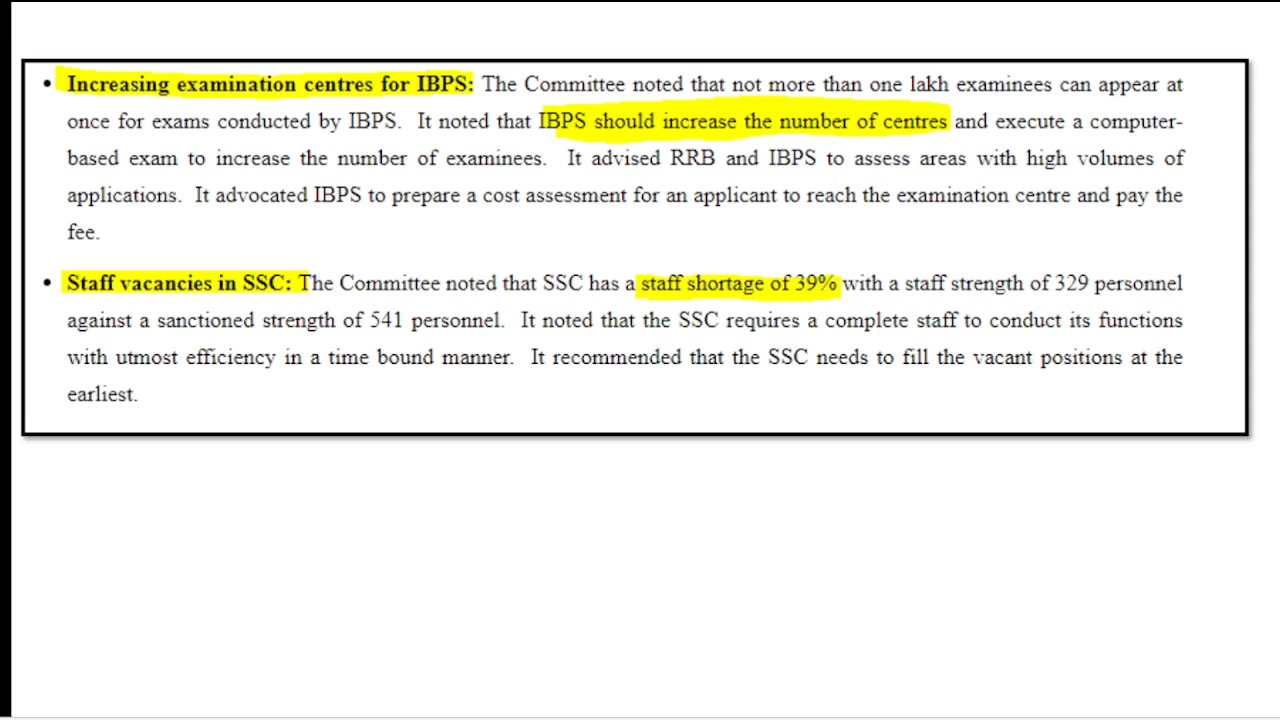 • Increasing examination centres for IBPS: The Committee noted that not more than one lakh examinees can appear at
once for exams conducted by IBPS. It noted that IBPS should increase the number of centres and execute a computer-
based exam to increase the number of examinees. It advised RRB and IBPS to assess areas with high volumes of
applications. It advocated IBPS to prepare a cost assessment for an applicant to reach the examination centre and pay the
fee.
• Staff vacancies in SSC: The Committee noted that SSC has a staff shortage of 39% with a staff strength of 329 personnel
against a sanctioned strength of 541 personnel. It noted that the SSC requires a complete staff to conduct its functions
with utmost efficiency in a time bound manner. It recommended that the SSC needs to fill the vacant positions at the
earliest.